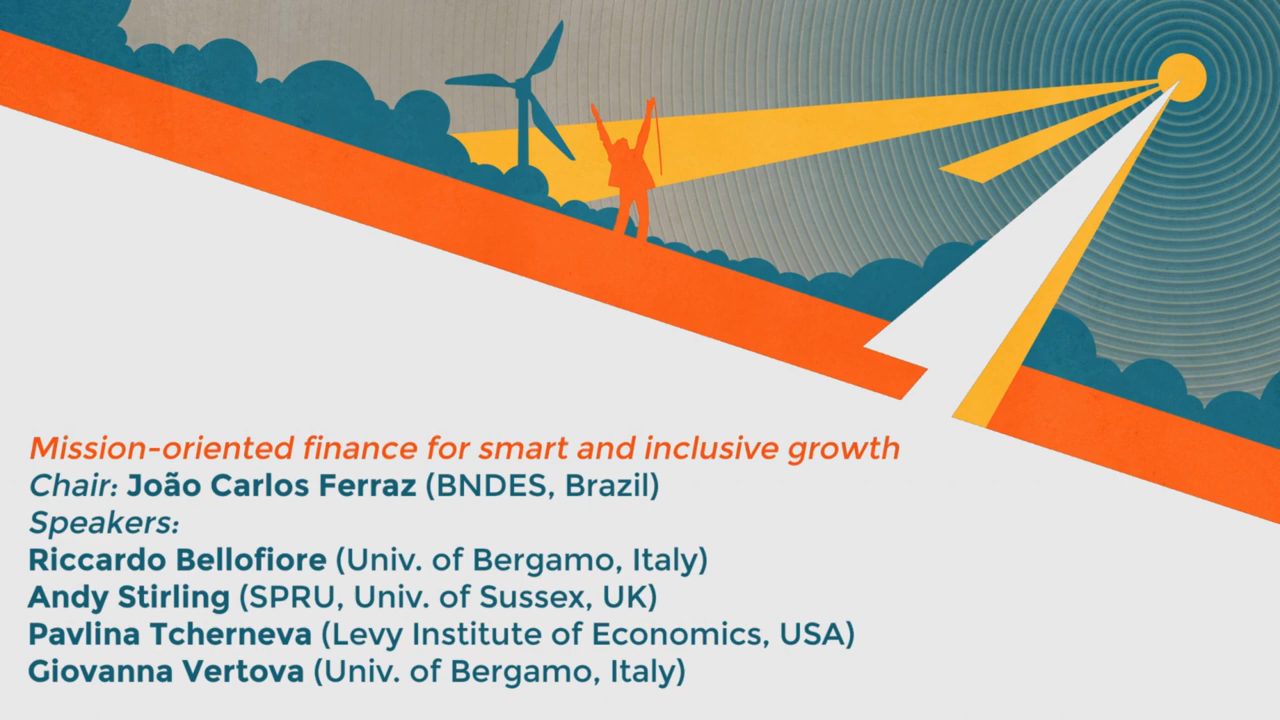 Mission-oriented finance for smart and inclusive growth
Chair: João Carlos Ferraz (BNDES, Brazil)
Speakers:
Riccardo Bellofiore (Univ. of Bergamo, Italy)
Andy Stirling (SPRU, Univ. of Sussex, UK)
Pavlina Tcherneva (Levy Institute of Economics, USA)
Giovanna Vertova (Univ. of Bergamo, Italy)